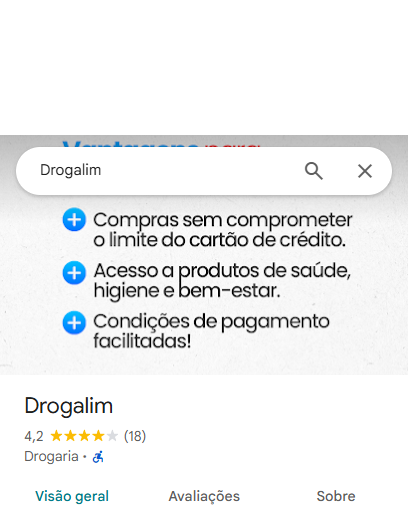 Drogalim
Compras sem comprometer
o limite do cartão de crédito.
Acesso a produtos de saúde,
higiene e bem-estar.
Condições de pagamento
facilitadas!
Drogalim
4,2 (18)
Drogaria ·
Visão geral Avaliações Sobre